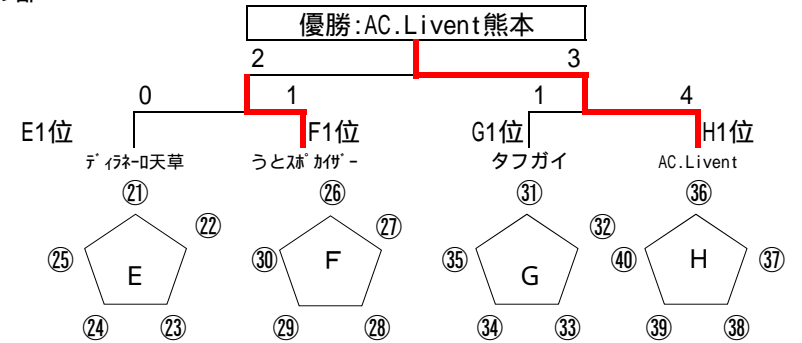 優勝:AC.Livent熊本
2 3
0 1 1 4
E1位 F1位 G1位 H1位
ディラネーロ天草 うとスポカイザー タフガイ AC.Livent
㉑ ㉖ ㉛ ㊱
㉒ ㉗ ㉜
㉕ ㉚ ㉟ ㊵ ㊲
E F G H
㉔ ㉓ ㉙ ㉘ ㉞ ㉝ ㊴ ㊳